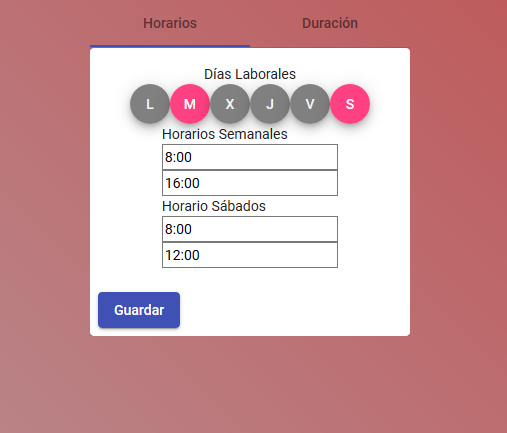 Horarios Duración
Días Laborales
L M X J V S
Horarios Semanales
8:00
16:00
Horario Sábados
8:00
12:00
Guardar